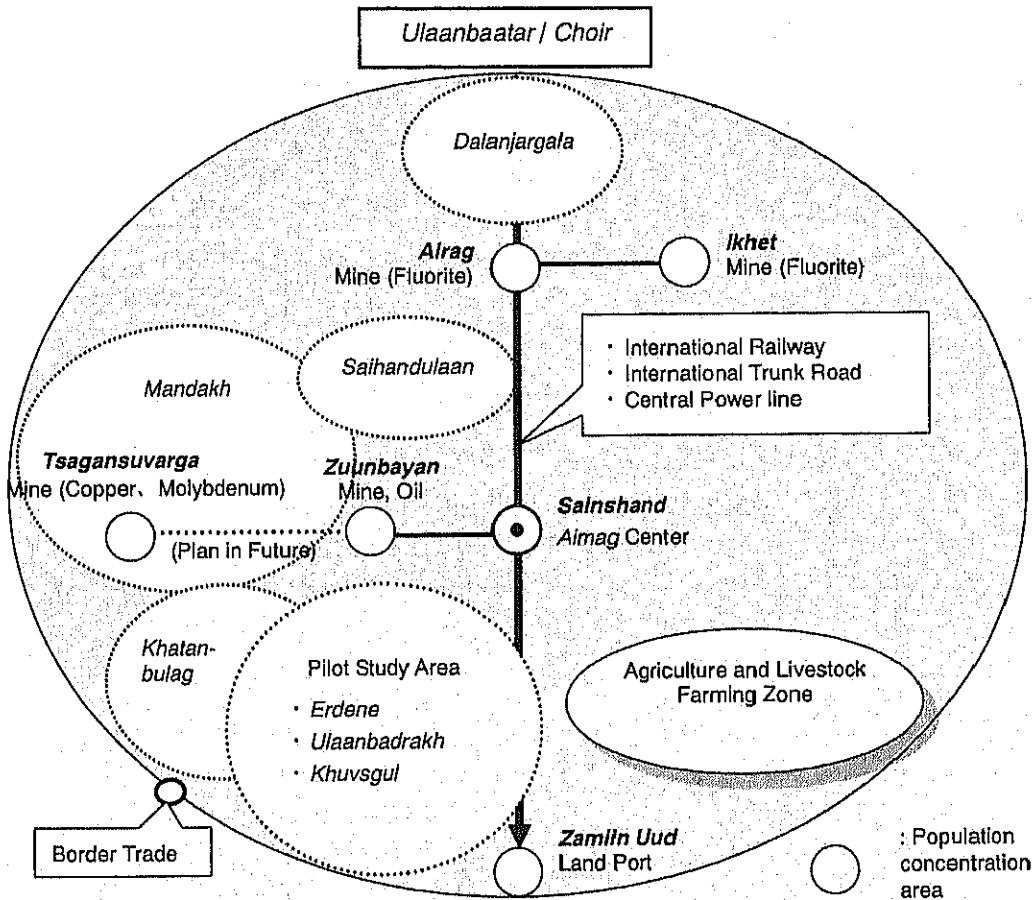 Ulaanbaatar / Choir
Dalanjargala
Airag
Mine (Fluorite)
Ikhet
Mine (Fluorite)
· International Railway
· International Trunk Road
· Central Power line
Saihandulaan
Mandakh
Tsagansuvarga
Mine (Copper、Molybdenum)
(Plan in Future)
Zuunbayan
Mine, Oil
Sainshand
Aimag Center
Khatan-
bulag
Pilot Study Area
· Erdene
· Ulaanbadrakh
· Khuvsgul
Agriculture and Livestock
Farming Zone
Border Trade
Zamiin Uud
Land Port
: Population
concentration
area